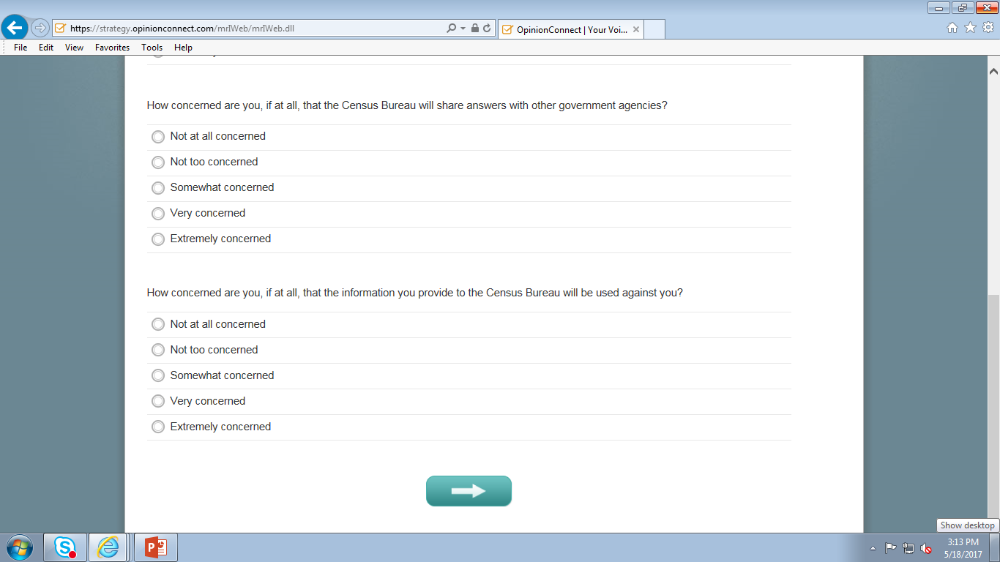 https://strategy.opinionconnect.com/mrIWeb/mrIWeb.dll
OpinionConnect | Your Voi...
File Edit View Favorites Tools Help
How concerned are you, if at all, that the Census Bureau will share answers with other government agencies?
Not at all concerned
Not too concerned
Somewhat concerned
Very concerned
Extremely concerned
How concerned are you, if at all, that the information you provide to the Census Bureau will be used against you?
Not at all concerned
Not too concerned
Somewhat concerned
Very concerned
Extremely concerned
Show desktop
3:13 PM
5/18/2017